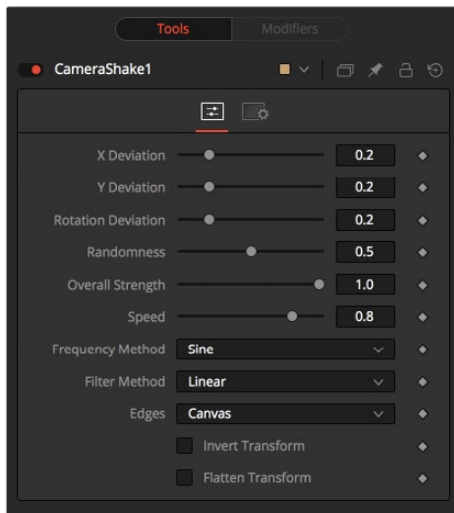 Tools Modifiers
CameraShake1
X Deviation 0.2
Y Deviation 0.2
Rotation Deviation 0.2
Randomness 0.5
Overall Strength 1.0
Speed 0.8
Frequency Method Sine
Filter Method Linear
Edges Canvas
Invert Transform
Flatten Transform